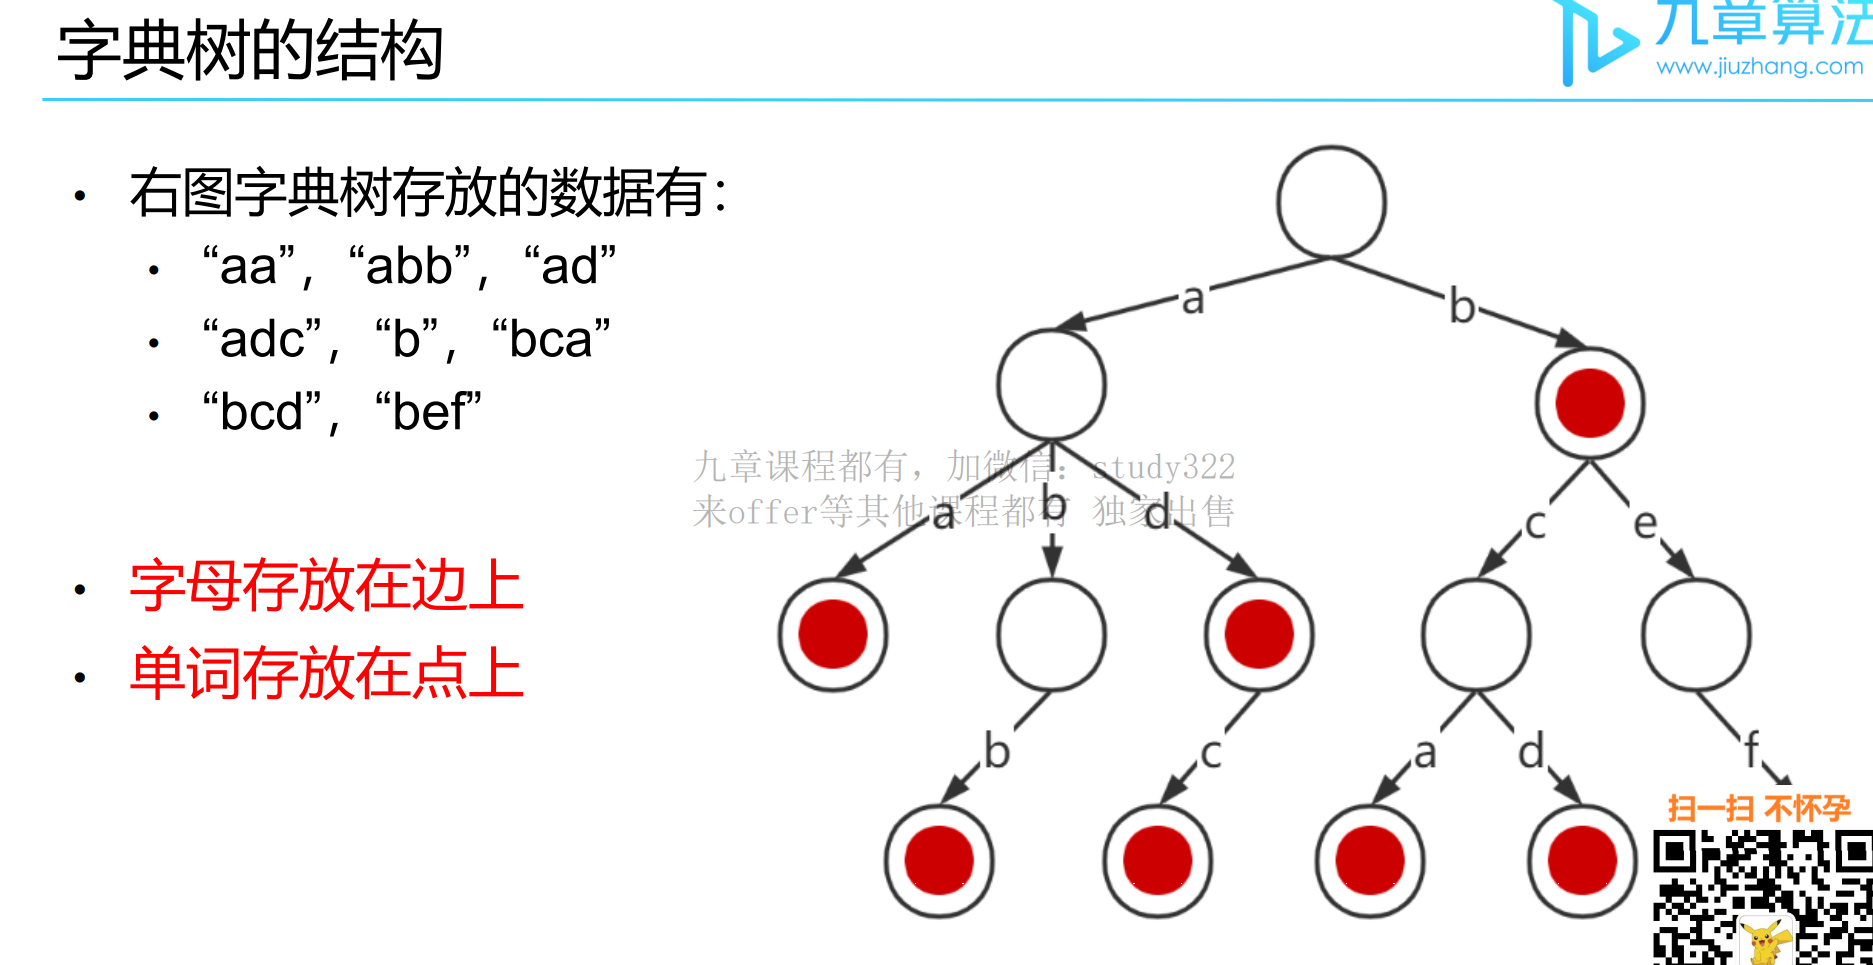 字典树的结构
九章算法
www.jiuzhang.com
• 右图字典树存放的数据有：
• “aa”，“abb”，“ad”
• “adc”，“b”，“bca”
• “bcd”，“bef”
• 字母存放在边上
• 单词存放在点上
九章课程都有，加微信：study322
来offer等其他课程都有 独家出售
a
b
a
b
d
c
e
b
c
a
d
f
扫一扫 不怀孕